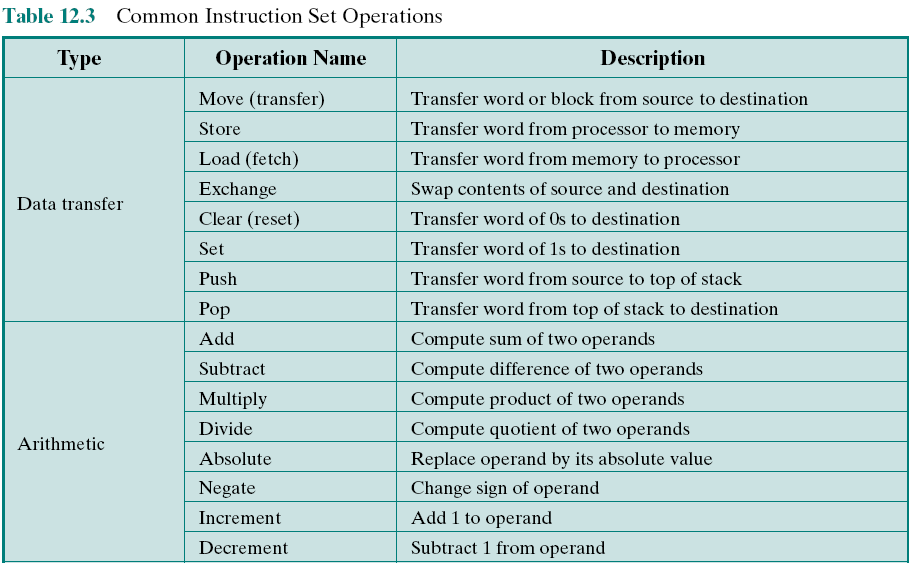 Table 12.3 Common Instruction Set Operations
Type Operation Name Description
Data transfer
Move (transfer) Transfer word or block from source to destination
Store Transfer word from processor to memory
Load (fetch) Transfer word from memory to processor
Exchange Swap contents of source and destination
Clear (reset) Transfer word of 0s to destination
Set Transfer word of 1s to destination
Push Transfer word from source to top of stack
Pop Transfer word from top of stack to destination
Arithmetic
Add Compute sum of two operands
Subtract Compute difference of two operands
Multiply Compute product of two operands
Divide Compute quotient of two operands
Absolute Replace operand by its absolute value
Negate Change sign of operand
Increment Add 1 to operand
Decrement Subtract 1 from operand